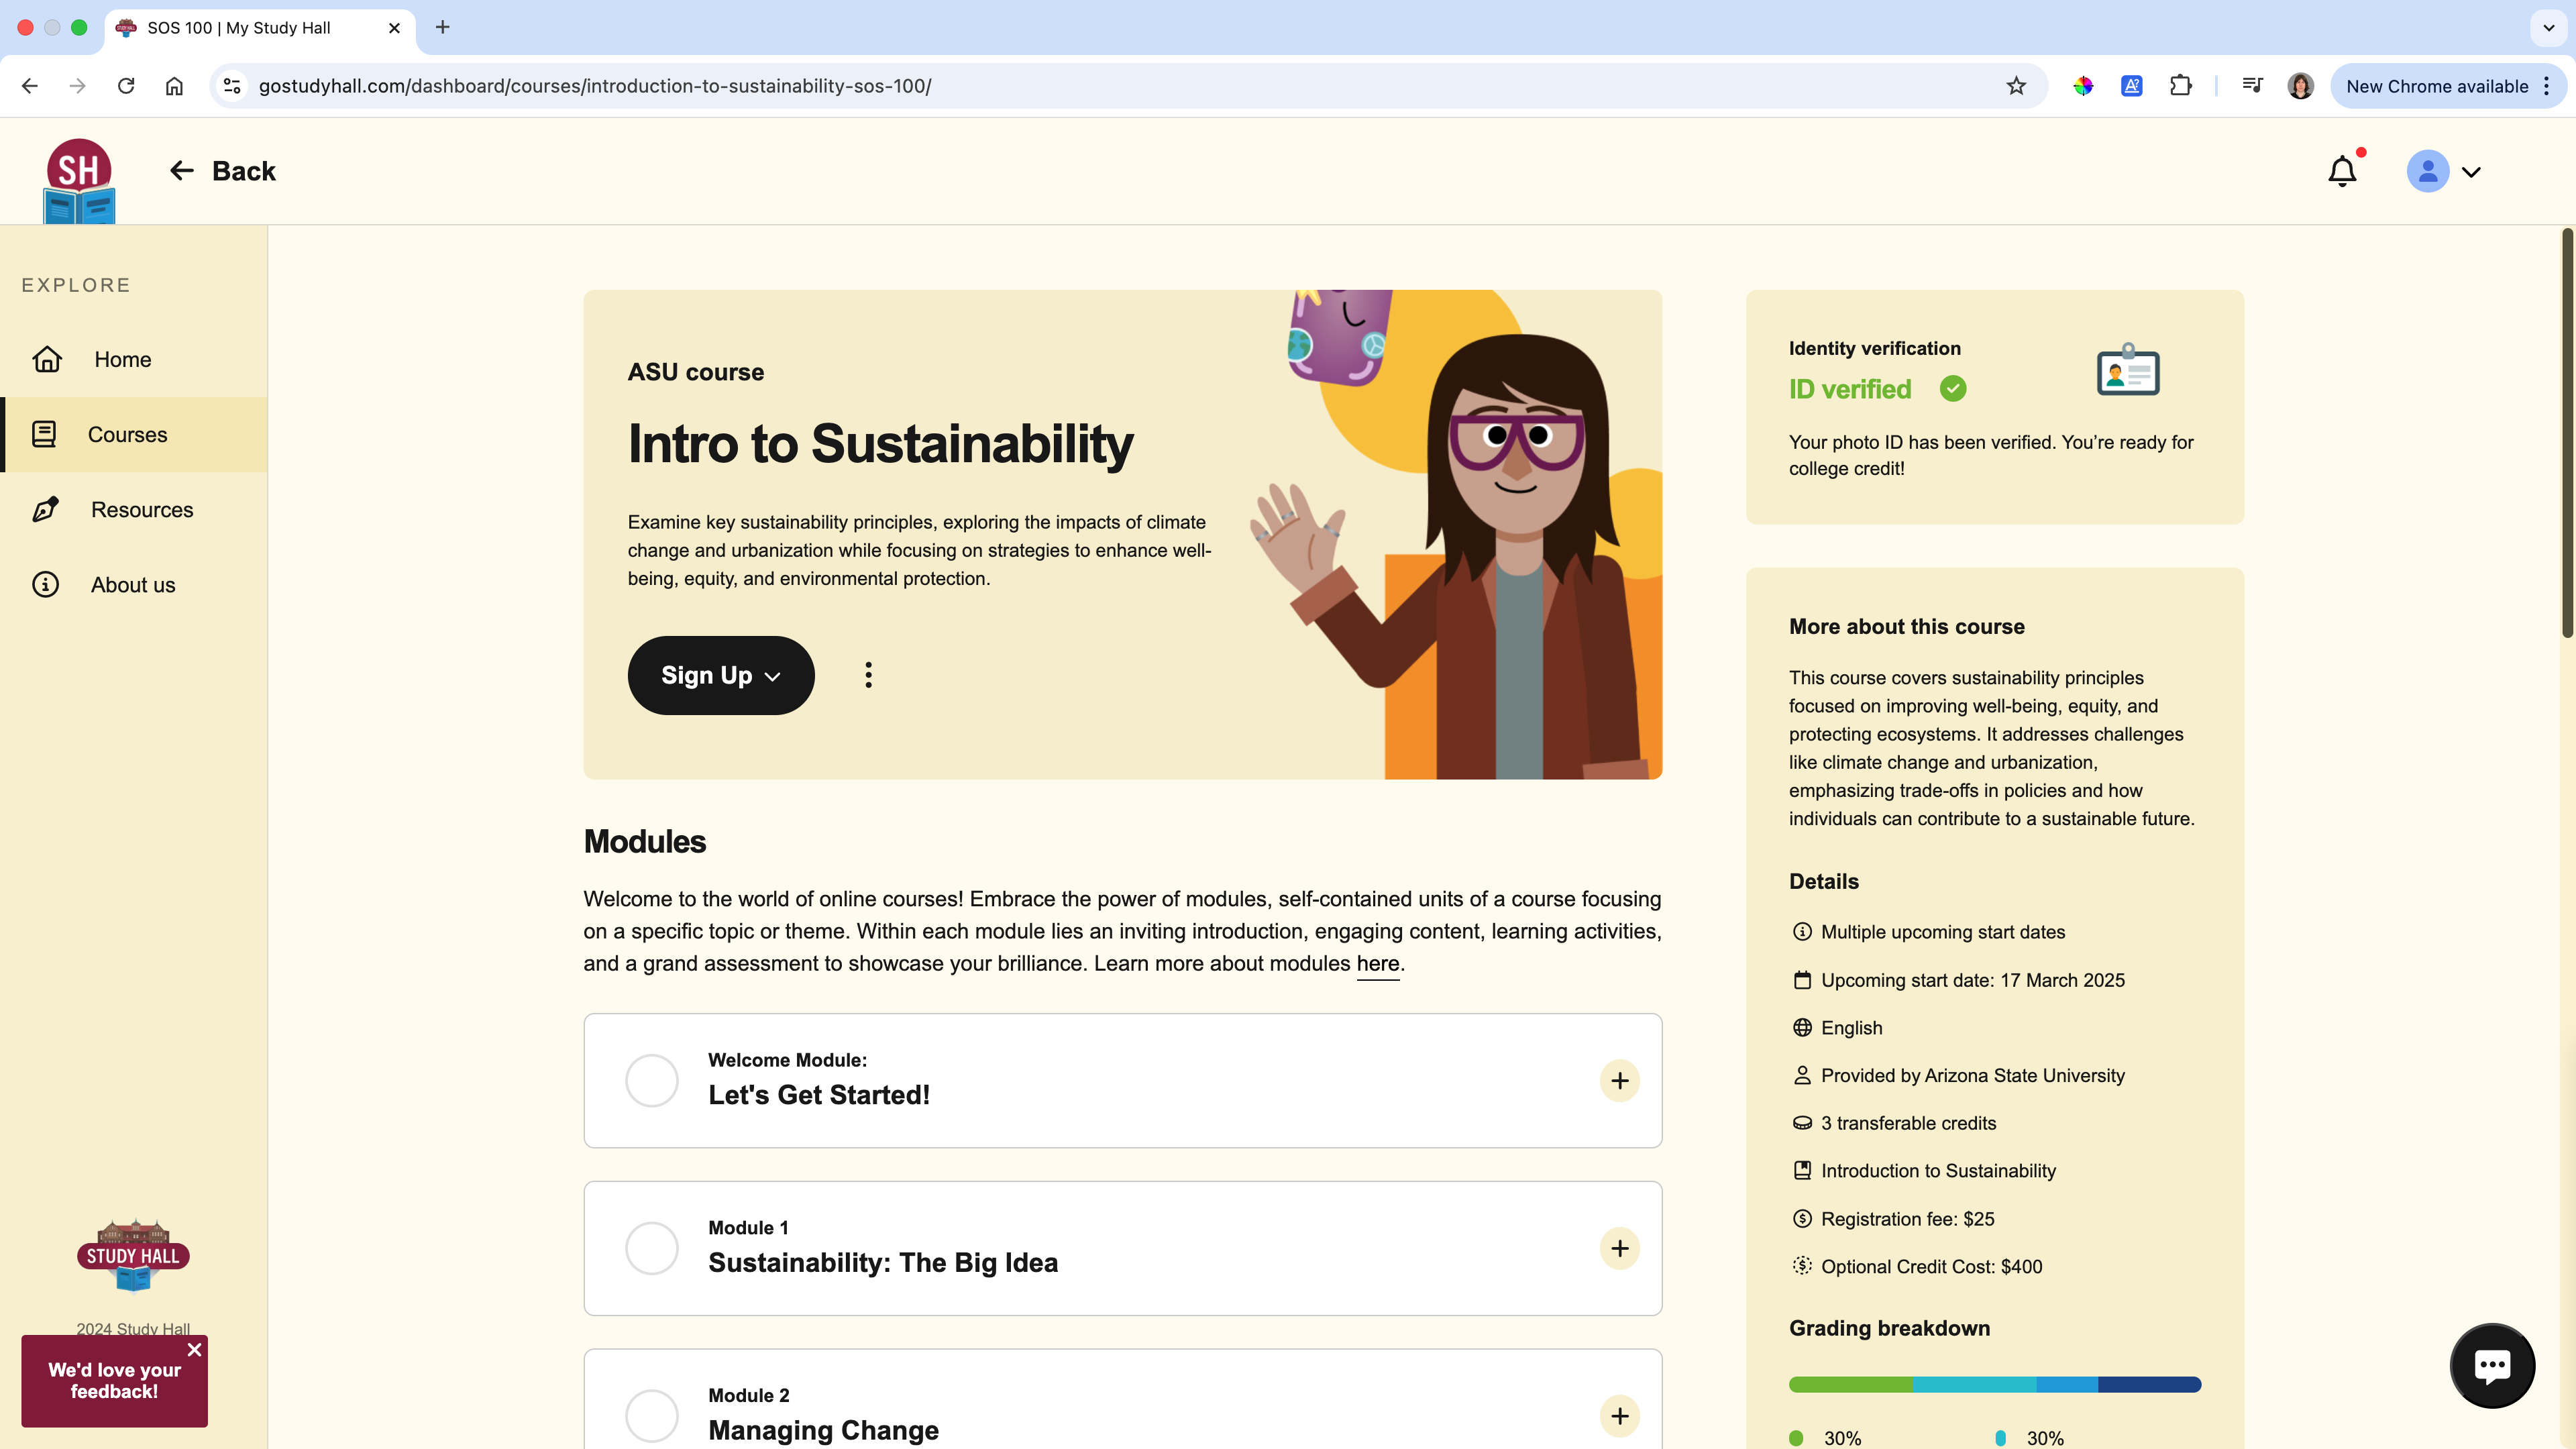 SOS 100 | My Study Hall
gostudyhall.com/dashboard/courses/introduction-to-sustainability-sos-100/
New Chrome available
SH
Back
EXPLORE
Home
Courses
Resources
About us
STUDY HALL
2024 Study Hall
We'd love your
feedback!
ASU course
Intro to Sustainability
Examine key sustainability principles, exploring the impacts of climate
change and urbanization while focusing on strategies to enhance well-
being, equity, and environmental protection.
Sign Up
Modules
Welcome to the world of online courses! Embrace the power of modules, self-contained units of a course focusing
on a specific topic or theme. Within each module lies an inviting introduction, engaging content, learning activities,
and a grand assessment to showcase your brilliance. Learn more about modules here.
Welcome Module:
Let's Get Started!
Module 1
Sustainability: The Big Idea
Module 2
Managing Change
Identity verification
ID verified
Your photo ID has been verified. You’re ready for
college credit!
More about this course
This course covers sustainability principles
focused on improving well-being, equity, and
protecting ecosystems. It addresses challenges
like climate change and urbanization,
emphasizing trade-offs in policies and how
individuals can contribute to a sustainable future.
Details
Multiple upcoming start dates
Upcoming start date: 17 March 2025
English
Provided by Arizona State University
3 transferable credits
Introduction to Sustainability
Registration fee: $25
Optional Credit Cost: $400
Grading breakdown
30% 30%